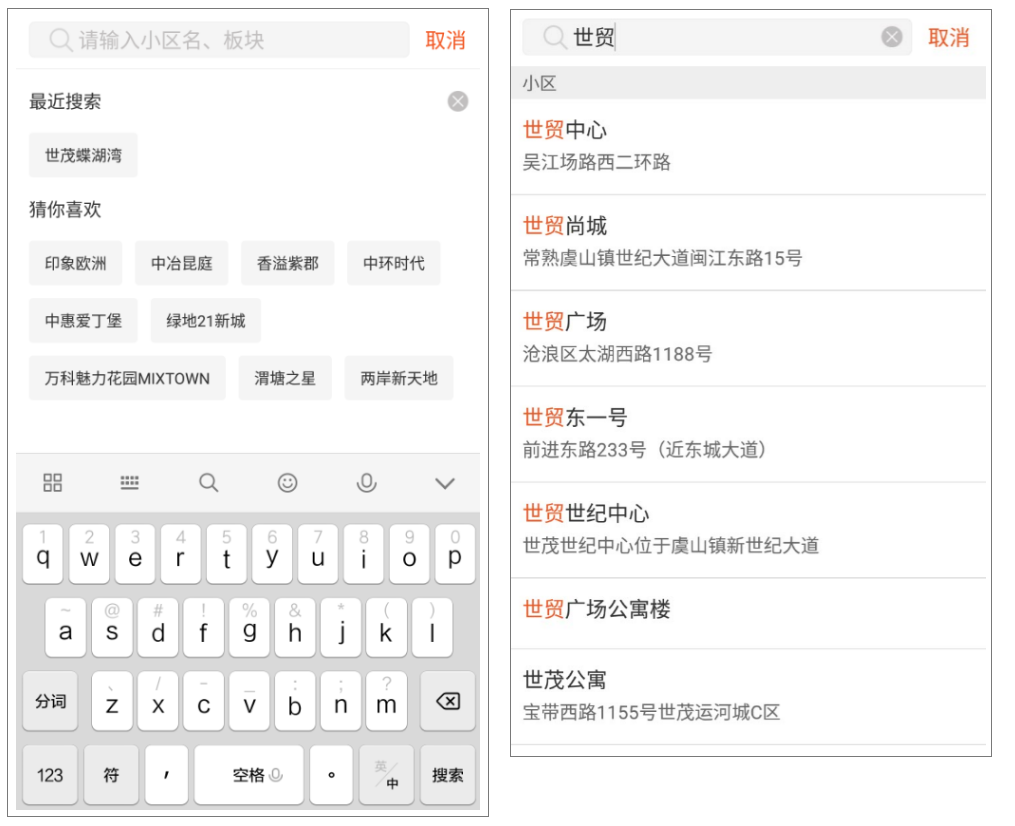 请输入小区名、板块
取消
最近搜索
世茂蝶湖湾
猜你喜欢
印象欧洲 中冶昆庭 香溢紫郡 中环时代
中惠爱丁堡 绿地21新城
万科魅力花园MIXTOWN 渭塘之星 两岸新天地
1 2 3 4 5 6 7 8 9 0
q w e r t y u i o p
~ @ # ! % & * ( )
a s d f g h j k l
、 / - _ : ; ?
分词 z x c v b n m
123 符 ， 空格 。 英/中 搜索
世贸
取消
小区
世贸中心
吴江场路西二环路
世贸尚城
常熟虞山镇世纪大道闽江东路15号
世贸广场
沧浪区太湖西路1188号
世贸东一号
前进东路233号（近东城大道）
世贸世纪中心
世茂世纪中心位于虞山镇新世纪大道
世贸广场公寓楼
世茂公寓
宝带西路1155号世茂运河城C区